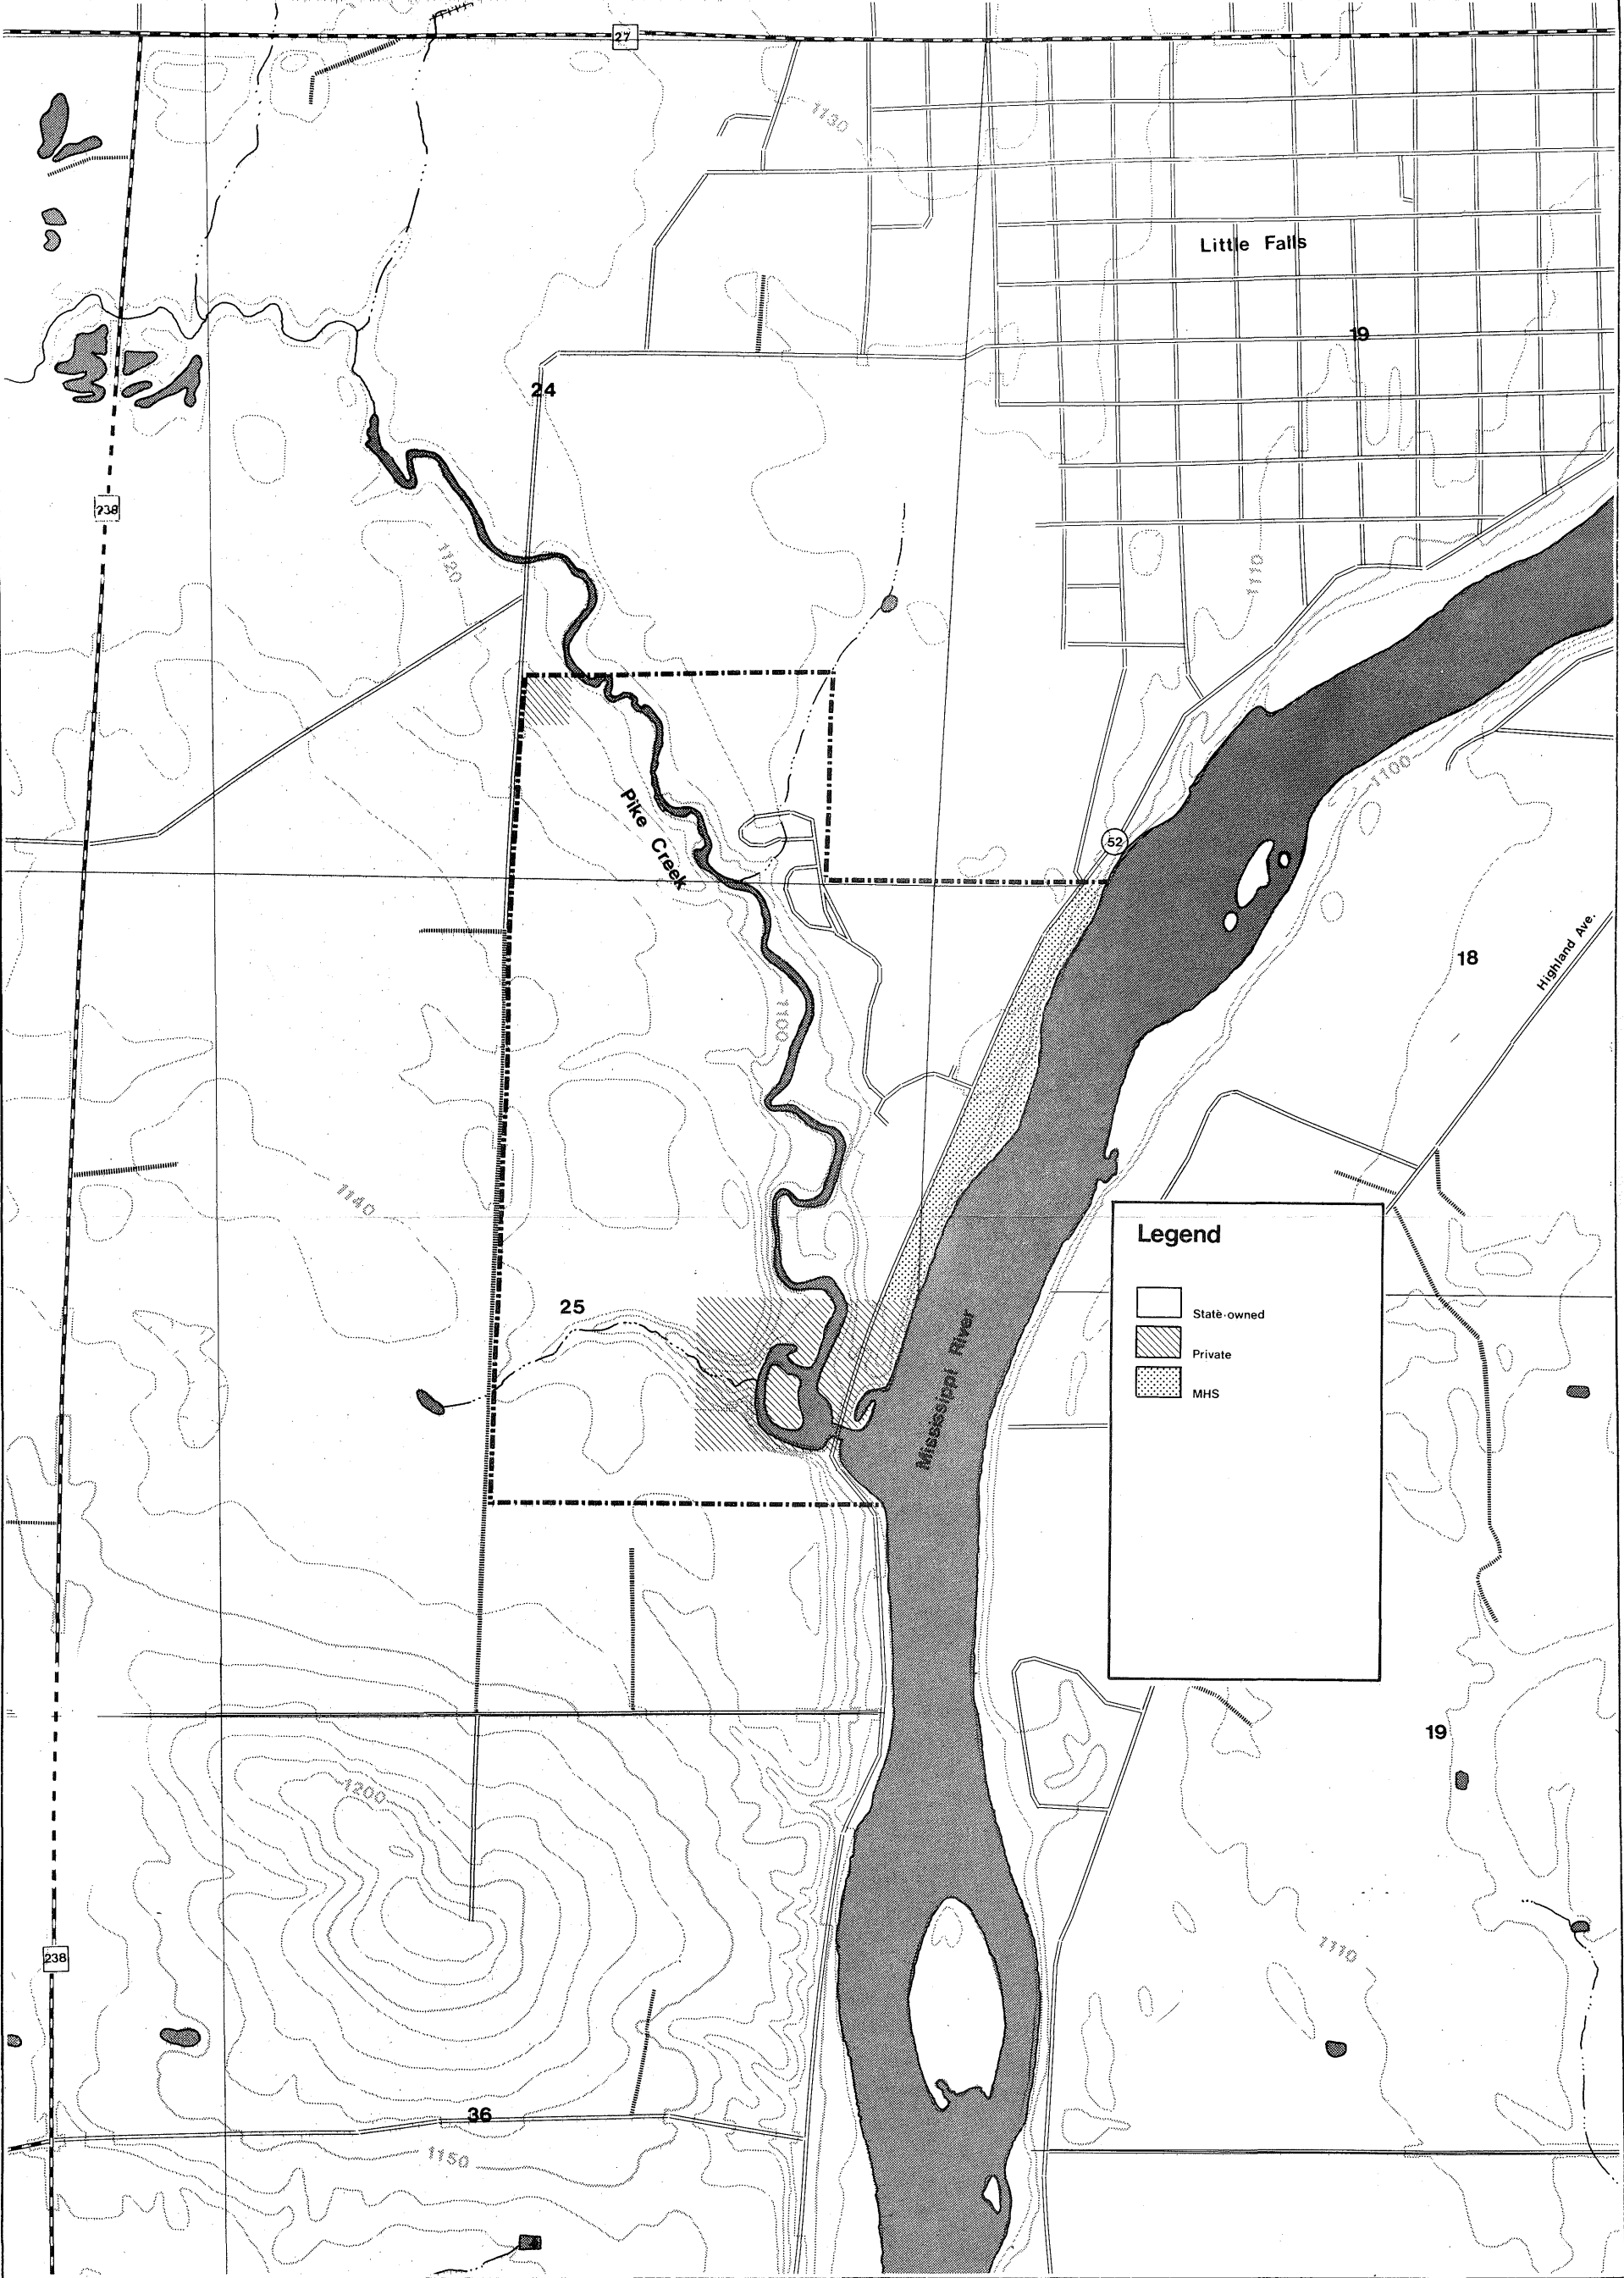 27
1130
Little Falls
19
24
238
1120
1110
1100
Pike Creek
52
18
Highland Ave.
1100
1140
Legend
State-owned
Private
MHS
25
Mississippi River
19
1200
1110
238
36
1150